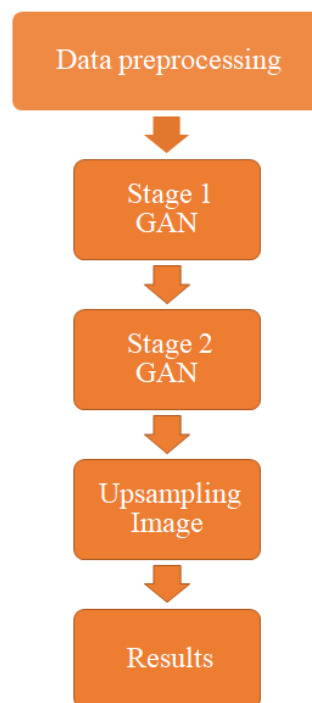 Data preprocessing
Stage 1
GAN
Stage 2
GAN
Upsampling
Image
Results